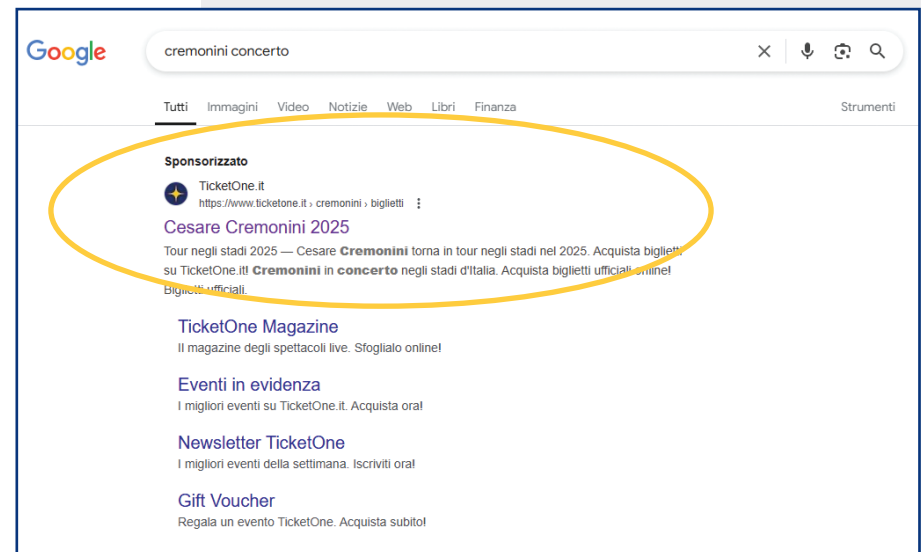 Google
cremonini concerto
Tutti Immagini Video Notizie Web Libri Finanza Strumenti
Sponsorizzato
TicketOne.it
https://www.ticketone.it › cremonini › biglietti
Cesare Cremonini 2025
Tour negli stadi 2025 — Cesare Cremonini torna in tour negli stadi nel 2025. Acquista biglietti
su TicketOne.it! Cremonini in concerto negli stadi d'Italia. Acquista biglietti ufficiali online!
Biglietti ufficiali.
TicketOne Magazine
Il magazine degli spettacoli live. Sfoglialo online!
Eventi in evidenza
I migliori eventi su TicketOne.it. Acquista ora!
Newsletter TicketOne
I migliori eventi della settimana. Iscriviti ora!
Gift Voucher
Regala un evento TicketOne. Acquista subito!